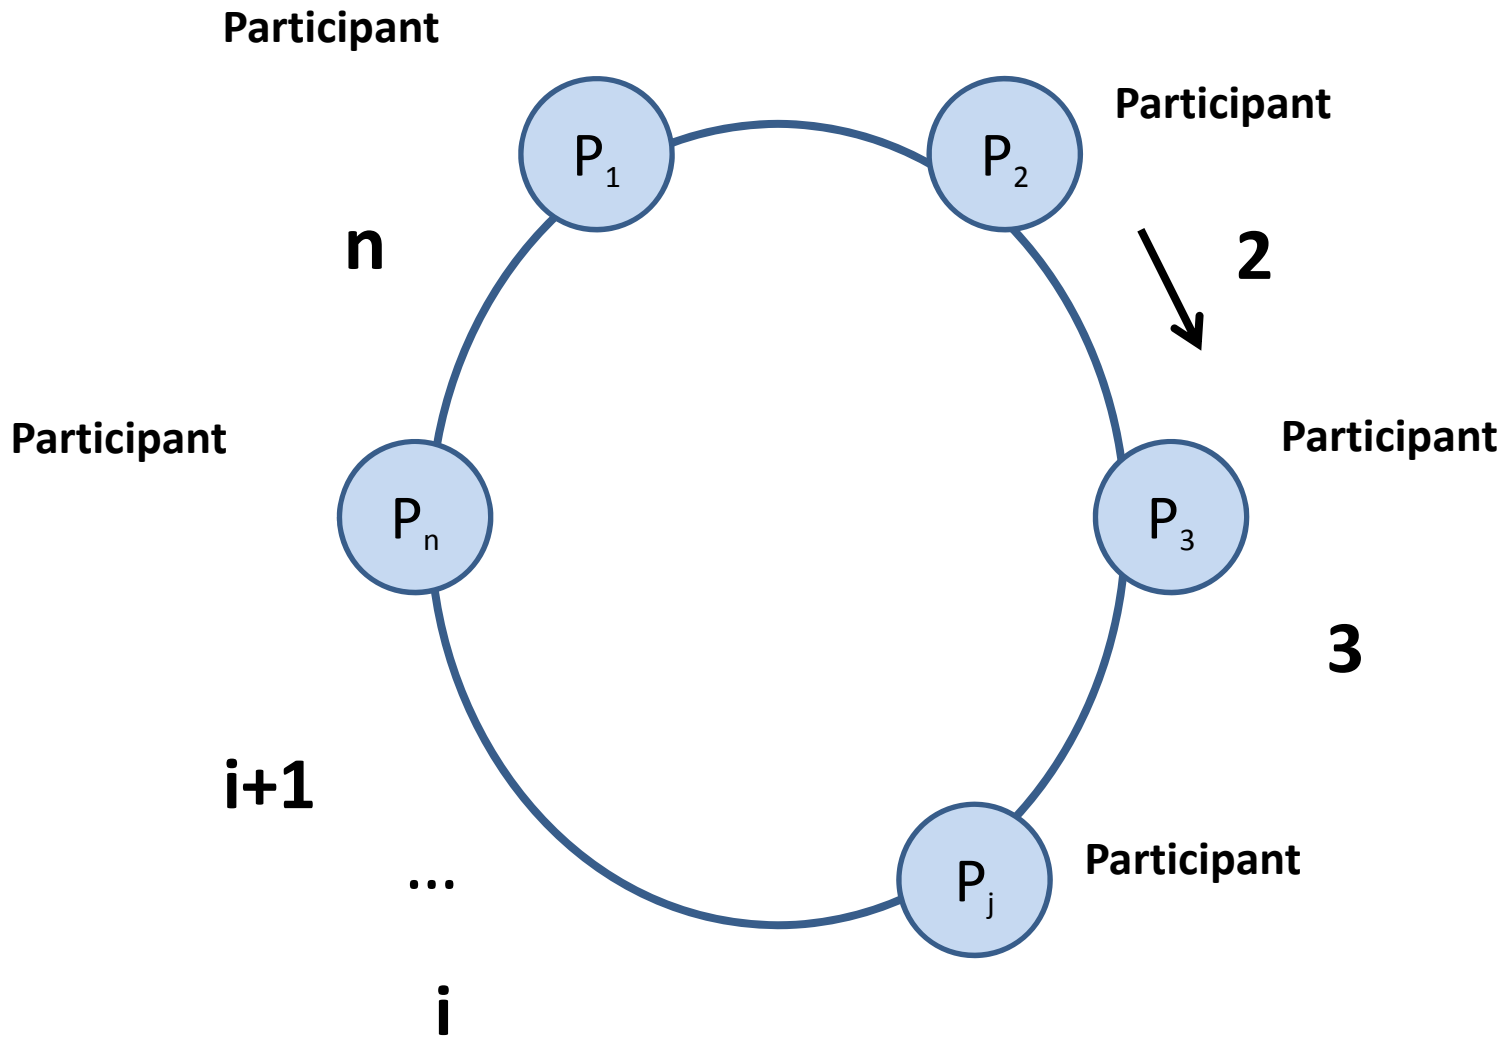 Participant
Participant
P₁
P₂
n
2
Participant
Participant
Pₙ
P₃
3
i+1
Participant
Pⱼ
...
i